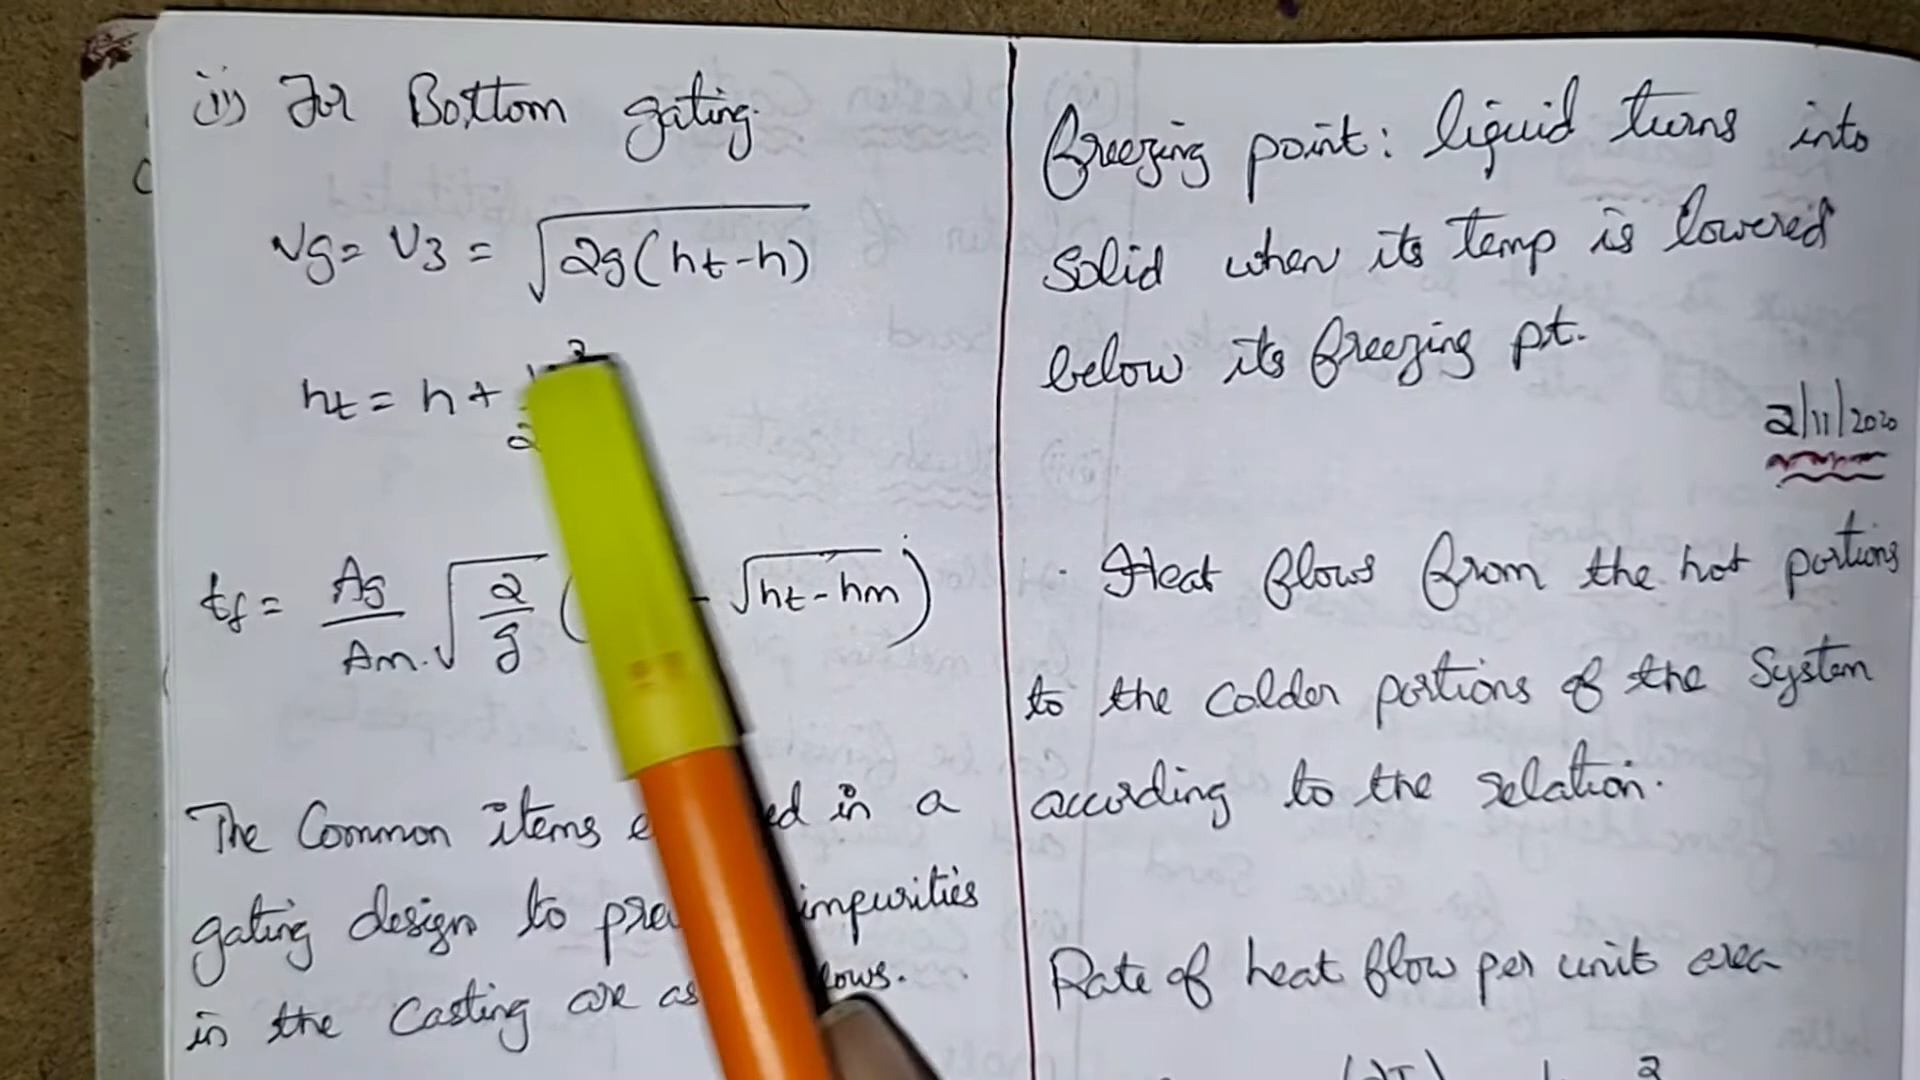 ii) For Bottom gating.
vg = v3 = √2g(ht-h)
ht = h +
tf = Ag/Am √2/g ( - √ht-hm)
The Common items in a
gating design to impurities
in the Casting are as
freezing point: liquid turns into
solid when its temp is lowered
below its freezing pt.
2/11/2020
. Heat flows from the hot portions
to the colder portions of the System
according to the relation.
Rate of heat flow per unit area